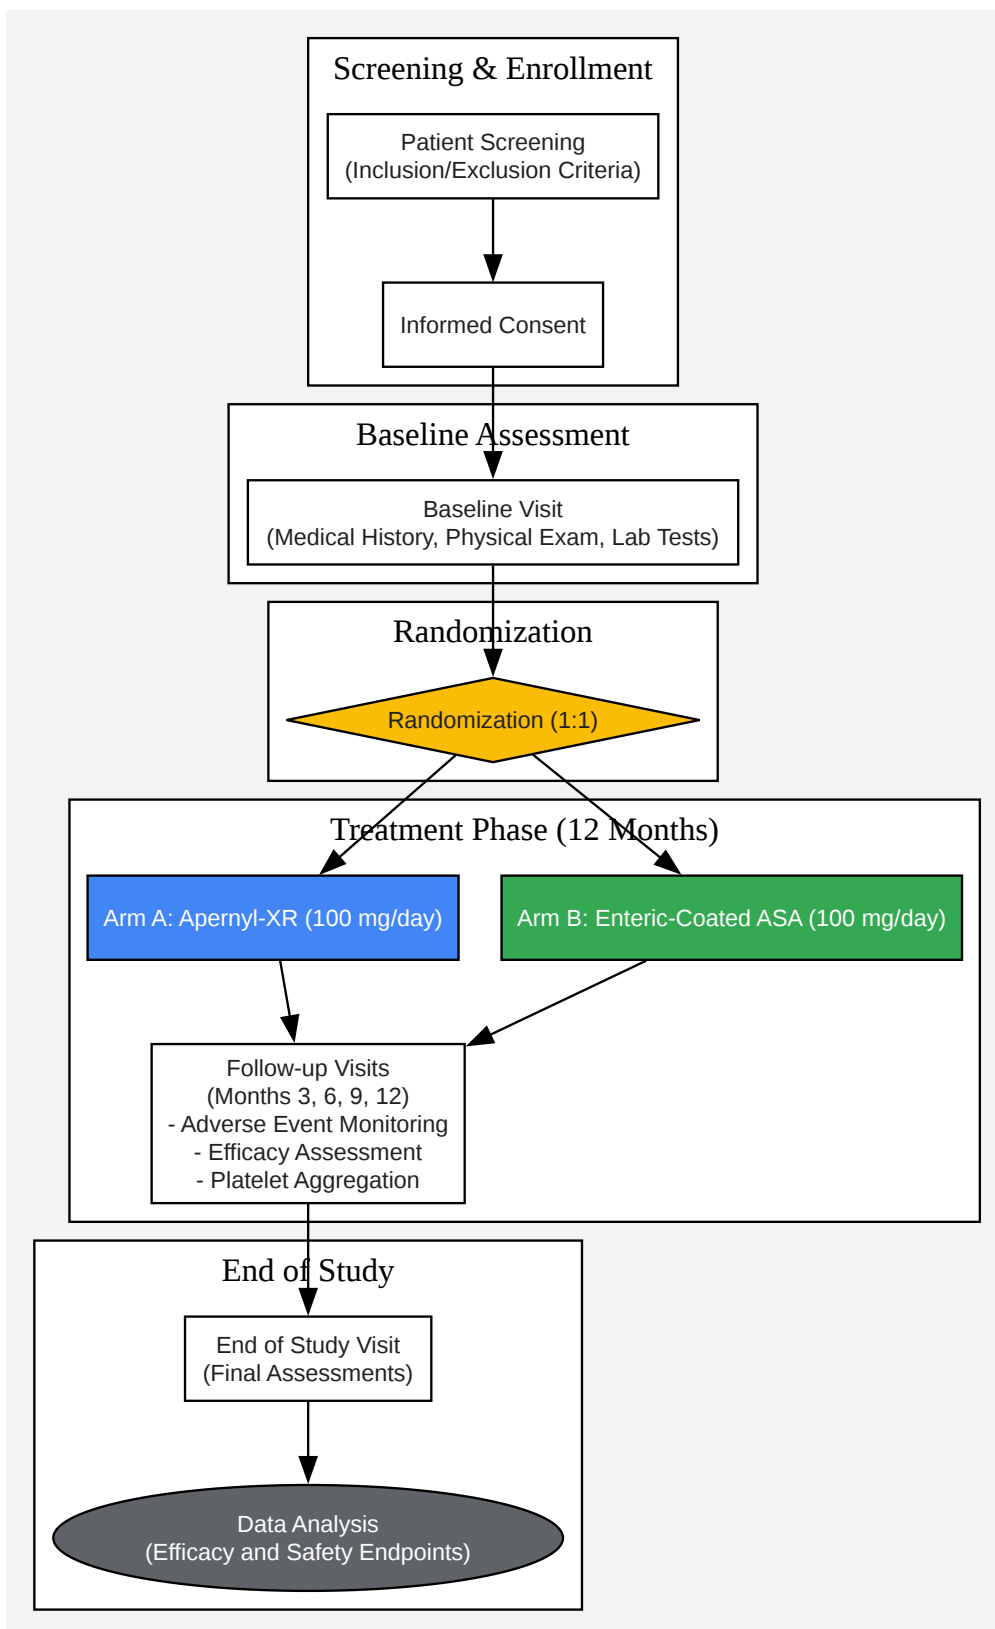 Screening & Enrollment
Patient Screening
(Inclusion/Exclusion Criteria)
Informed Consent
Baseline Assessment
Baseline Visit
(Medical History, Physical Exam, Lab Tests)
Randomization
Randomization (1:1)
Treatment Phase (12 Months)
Arm A: Apernyl-XR (100 mg/day)
Arm B: Enteric-Coated ASA (100 mg/day)
Follow-up Visits
(Months 3, 6, 9, 12)
- Adverse Event Monitoring
- Efficacy Assessment
- Platelet Aggregation
End of Study
End of Study Visit
(Final Assessments)
Data Analysis
(Efficacy and Safety Endpoints)